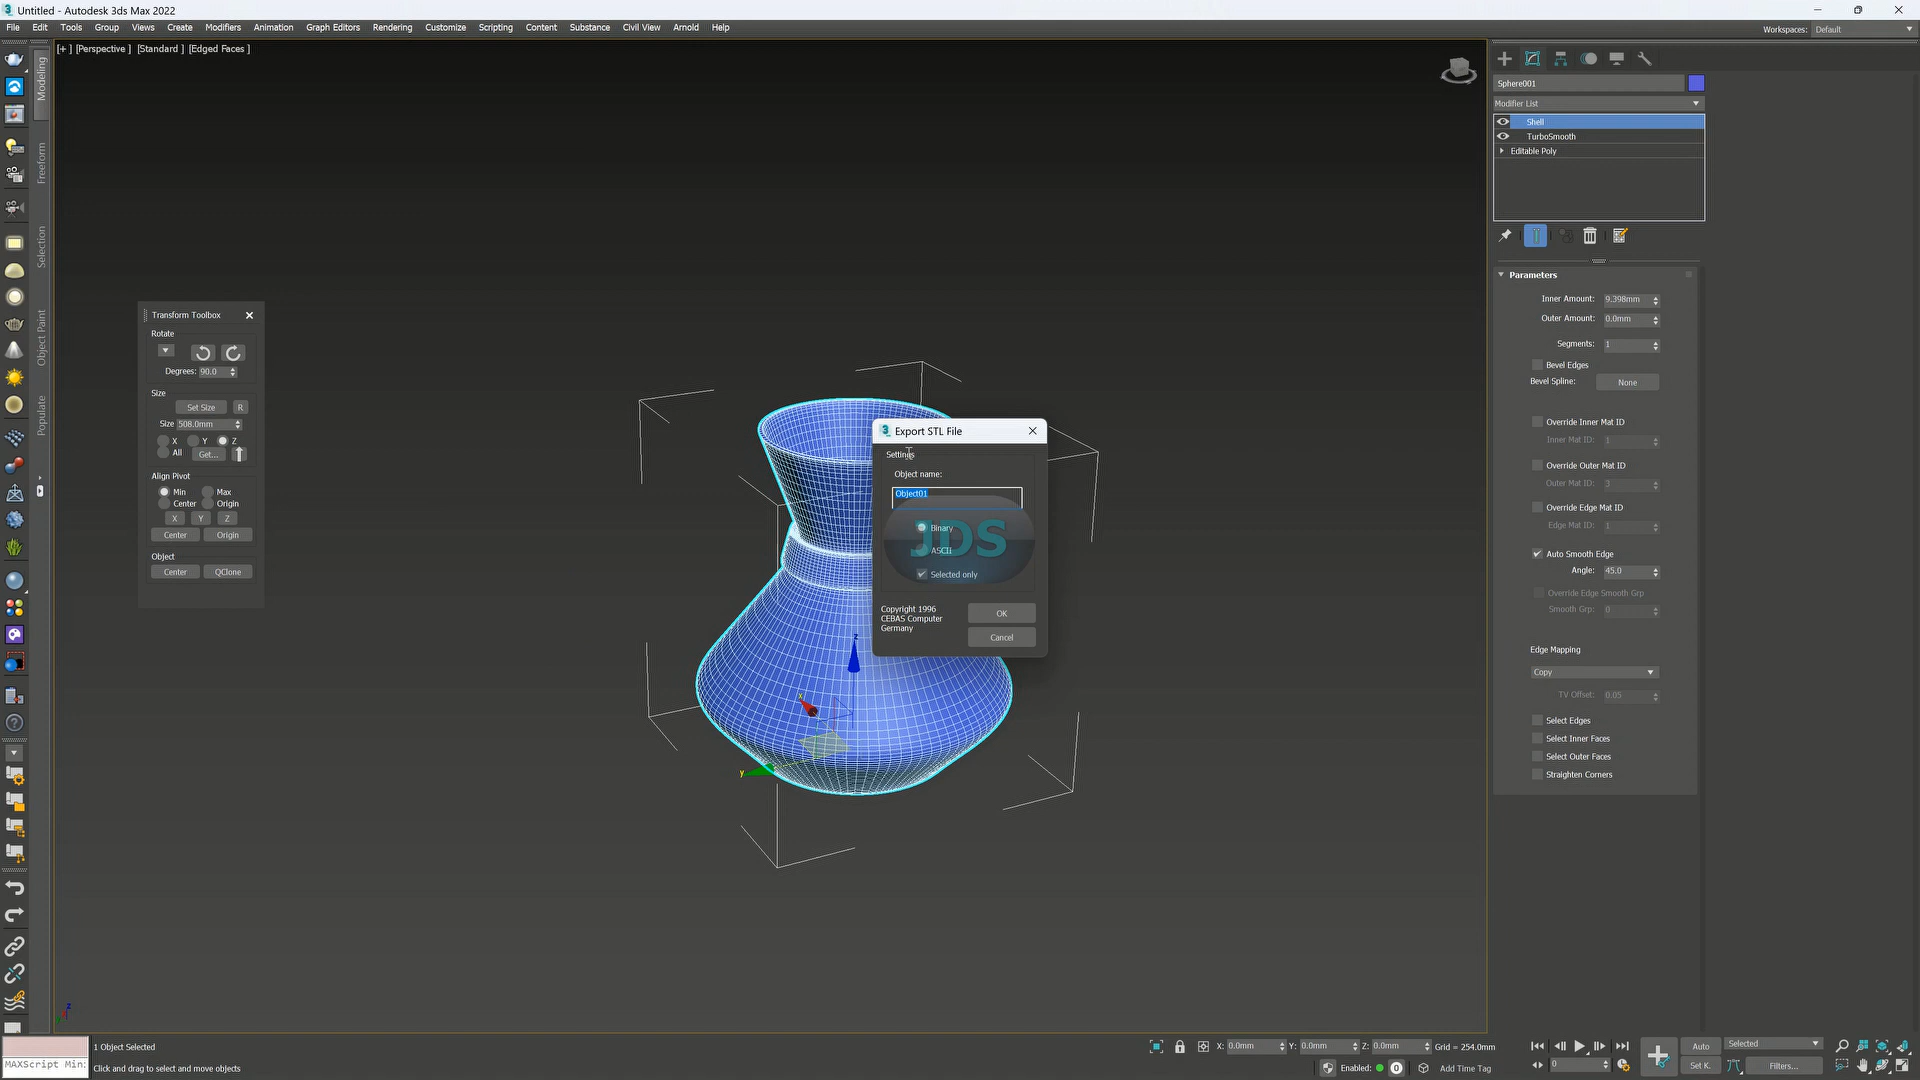 Untitled - Autodesk 3ds Max 2022
File Edit Tools Group Views Create Modifiers Animation Graph Editors Rendering Customize Scripting Content Substance Civil View Arnold Help
Workspaces: Default
[+] [Perspective ] [Standard ] [Edged Faces ]
Modeling
Freeform
Selection
Object Paint
Populate
Transform Toolbox
Rotate
Degrees: 90.0
Size
Set Size R
Size 508.0mm
X Y Z
All Get...
Align Pivot
Min Max
Center Origin
X Y Z
Center Origin
Object
Center QClone
Export STL File
Settings
Object name:
Object01
Binary
JDS
ASCII
Selected only
Copyright 1996
CEBAS Computer
Germany
OK
Cancel
z
x
y
z
Sphere001
Modifier List
Shell
TurboSmooth
Editable Poly
Parameters
Inner Amount: 9.398mm
Outer Amount: 0.0mm
Segments: 1
Bevel Edges
Bevel Spline: None
Override Inner Mat ID
Inner Mat ID: 1
Override Outer Mat ID
Outer Mat ID: 3
Override Edge Mat ID
Edge Mat ID: 1
Auto Smooth Edge
Angle: 45.0
Override Edge Smooth Grp
Smooth Grp: 0
Edge Mapping
Copy
TV Offset: 0.05
Select Edges
Select Inner Faces
Select Outer Faces
Straighten Corners
MAXScript Min:
1 Object Selected
Click and drag to select and move objects
X: 0.0mm Y: 0.0mm Z: 0.0mm Grid = 254.0mm
Enabled: 0 Add Time Tag
0
Auto Selected
Set K. Filters...